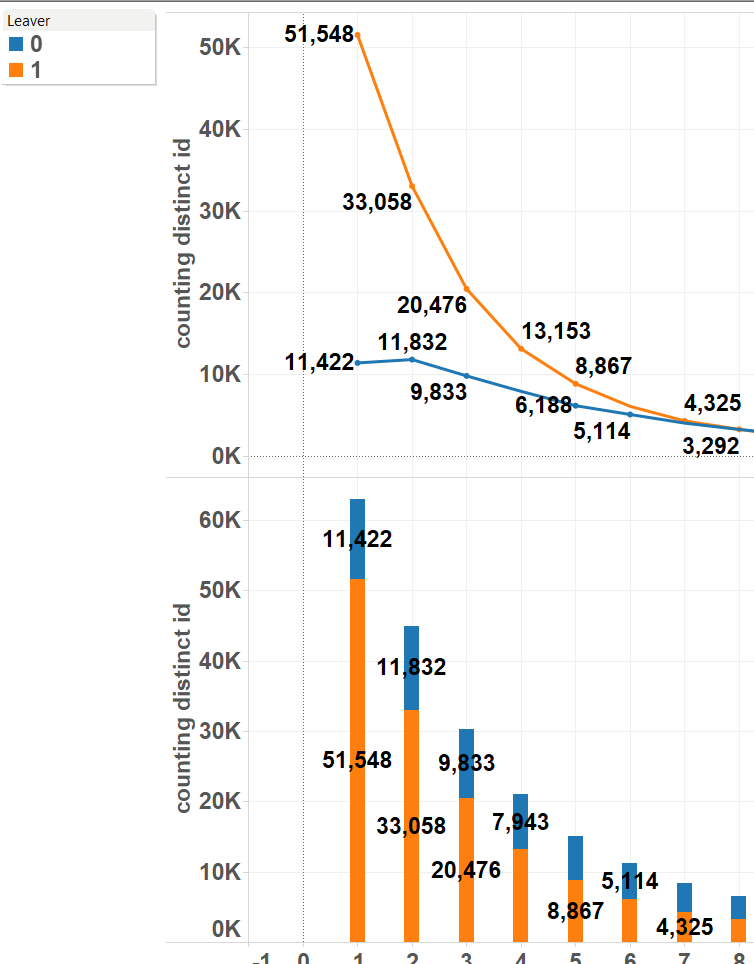 Leaver
0
1
counting distinct id
50K
40K
30K
20K
10K
0K
51,548
33,058
20,476
13,153
8,867
4,325
11,422
11,832
9,833
6,188
5,114
3,292
counting distinct id
60K
50K
40K
30K
20K
10K
0K
11,422
11,832
51,548
9,833
33,058
7,943
20,476
5,114
8,867
4,325
-1 0 1 2 3 4 5 6 7 8